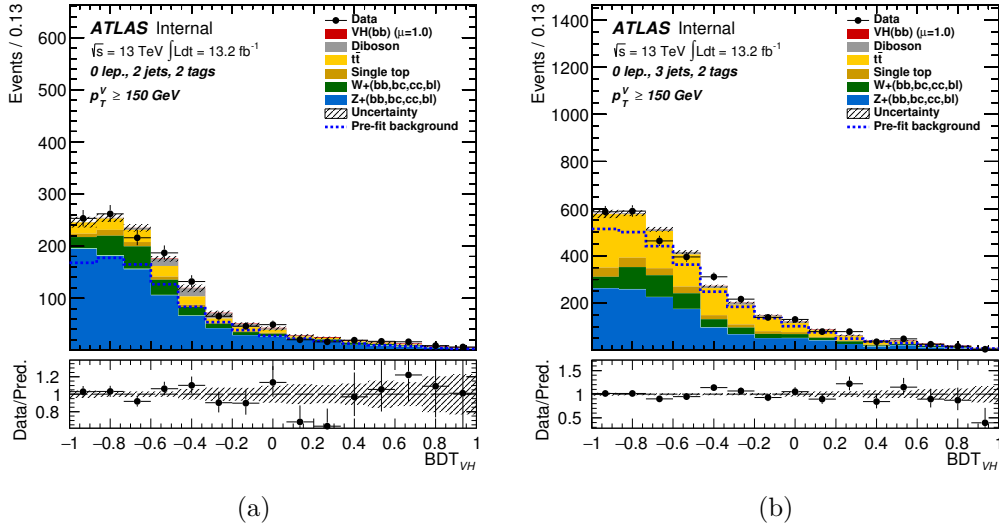 Events / 0.13
600
500
400
300
200
100
ATLAS Internal
√s = 13 TeV ∫Ldt = 13.2 fb⁻¹
0 lep., 2 jets, 2 tags
p_T^V ≥ 150 GeV
Data
VH(bb) (μ=1.0)
Diboson
tt̄
Single top
W+(bb,bc,cc,bl)
Z+(bb,bc,cc,bl)
Uncertainty
Pre-fit background
Data/Pred.
1.2
1
0.8
−1 −0.8 −0.6 −0.4 −0.2 0 0.2 0.4 0.6 0.8 1
BDT_VH
(a)
Events / 0.13
1400
1200
1000
800
600
400
200
ATLAS Internal
√s = 13 TeV ∫Ldt = 13.2 fb⁻¹
0 lep., 3 jets, 2 tags
p_T^V ≥ 150 GeV
Data
VH(bb) (μ=1.0)
Diboson
tt̄
Single top
W+(bb,bc,cc,bl)
Z+(bb,bc,cc,bl)
Uncertainty
Pre-fit background
Data/Pred.
1.5
1
0.5
−1 −0.8 −0.6 −0.4 −0.2 0 0.2 0.4 0.6 0.8 1
BDT_VH
(b)